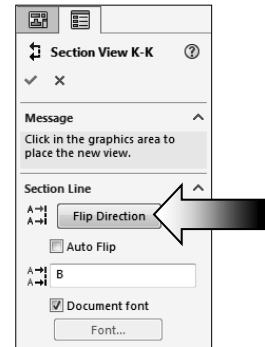 Section View K-K
Message
Click in the graphics area to
place the new view.
Section Line
Flip Direction
Auto Flip
B
Document font
Font...